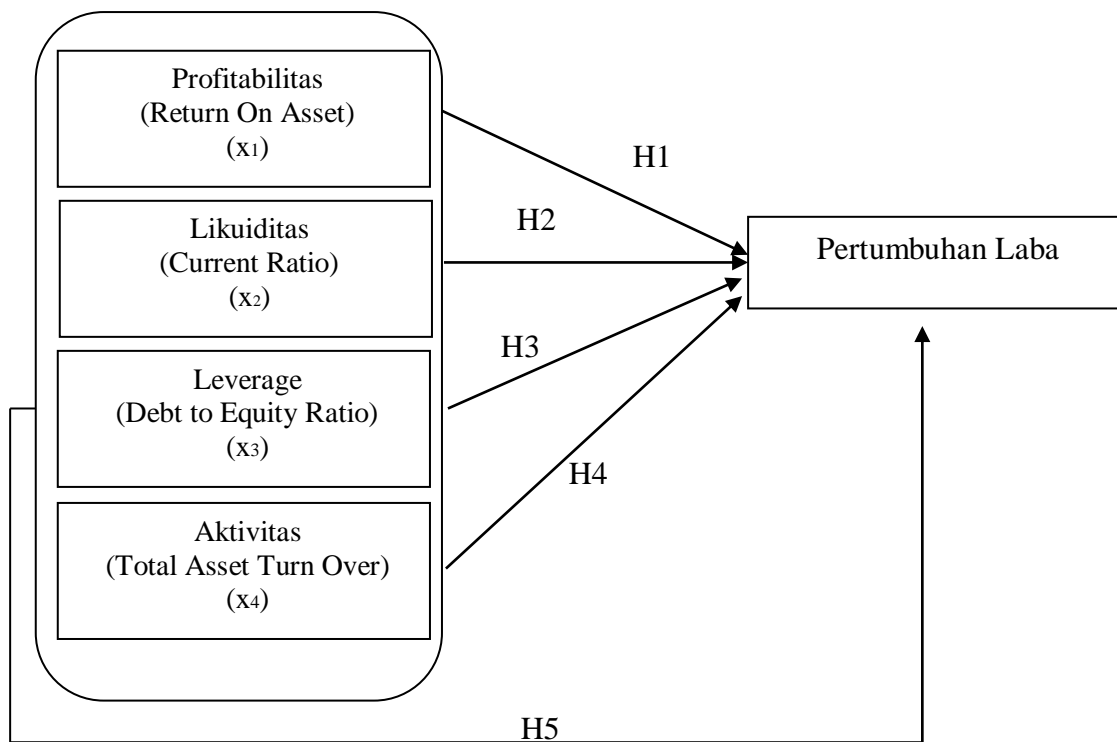 Profitabilitas
(Return On Asset)
(x₁)
H1
Likuiditas
(Current Ratio)
(x₂)
H2
Pertumbuhan Laba
Leverage
(Debt to Equity Ratio)
(x₃)
H3
Aktivitas
(Total Asset Turn Over)
(x₄)
H4
H5